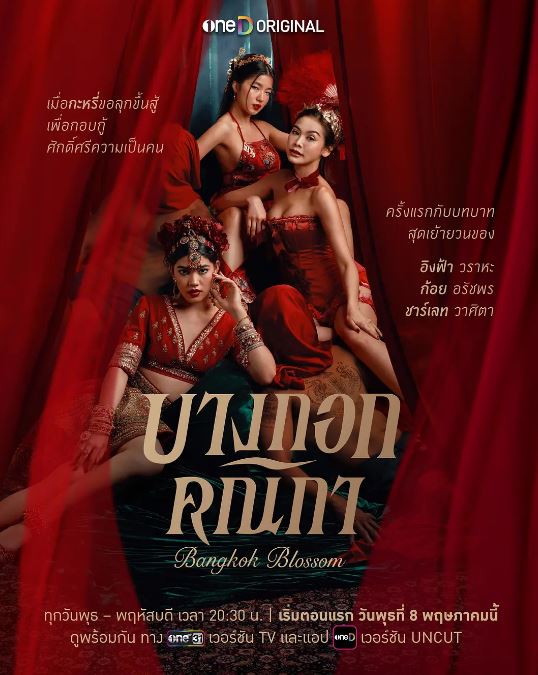 oneD ORIGINAL
เมื่อกะหรี่ขอลุกขึ้นสู้
เพื่อกอบกู้
ศักดิ์ศรีความเป็นคน
ครั้งแรกกับบทบาท
สุดเย้ายวนของ
อิงฟ้า วราหะ
ก้อย อรัชพร
ชาร์เลท วาศิตา
บางกอก
คณิกา
Bangkok Blossom
ทุกวันพุธ – พฤหัสบดี เวลา 20:30 น. | เริ่มตอนแรก วันพุธที่ 8 พฤษภาคมนี้
ดูพร้อมกัน ทาง one 31 เวอร์ชัน TV และแอป oneD เวอร์ชัน UNCUT